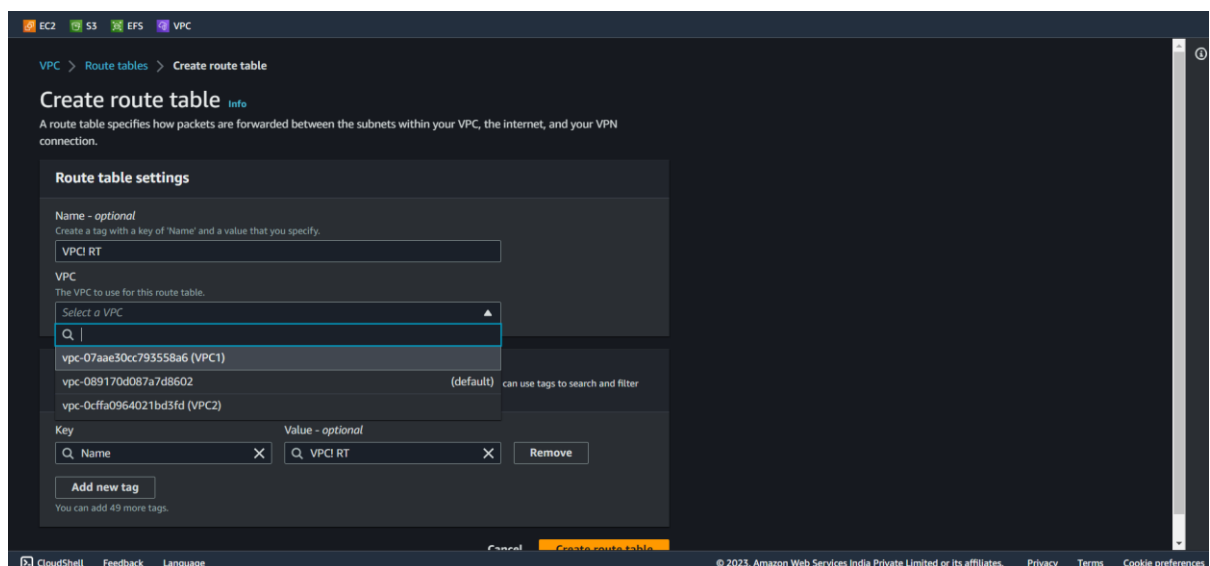 EC2 S3 EFS VPC
VPC > Route tables > Create route table
Create route table Info
A route table specifies how packets are forwarded between the subnets within your VPC, the internet, and your VPN
connection.
Route table settings
Name - optional
Create a tag with a key of 'Name' and a value that you specify.
VPC! RT
VPC
The VPC to use for this route table.
Select a VPC
vpc-07aae30cc793558a6 (VPC1)
vpc-089170d087a7d8602 (default)
can use tags to search and filter
vpc-0cffa0964021bd3fd (VPC2)
Key Value - optional
Name VPC! RT Remove
Add new tag
You can add 49 more tags.
Cancel Create route table
CloudShell Feedback Language © 2023, Amazon Web Services India Private Limited or its affiliates. Privacy Terms Cookie preferences